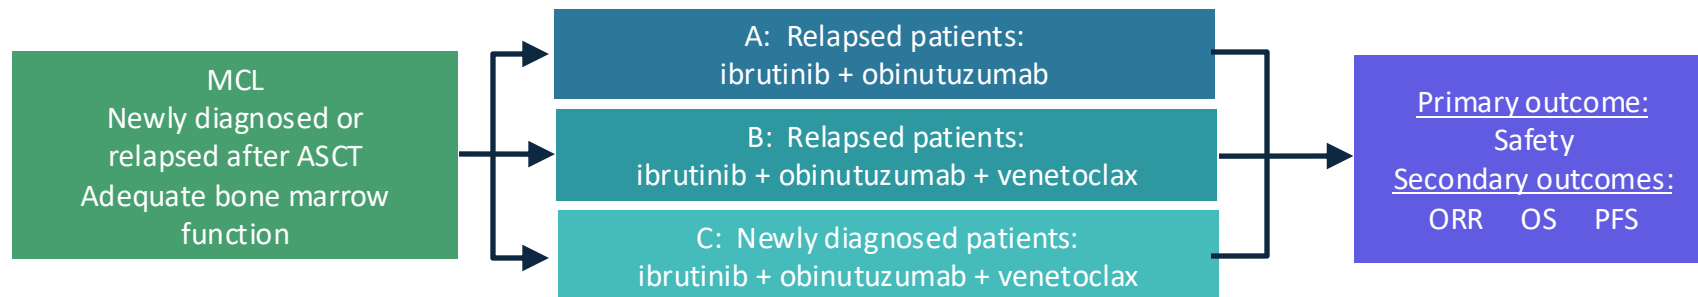 MCL
Newly diagnosed or
relapsed after ASCT
Adequate bone marrow
function
A: Relapsed patients:
ibrutinib + obinutuzumab
B: Relapsed patients:
ibrutinib + obinutuzumab + venetoclax
C: Newly diagnosed patients:
ibrutinib + obinutuzumab + venetoclax
Primary outcome:
Safety
Secondary outcomes:
ORR OS PFS